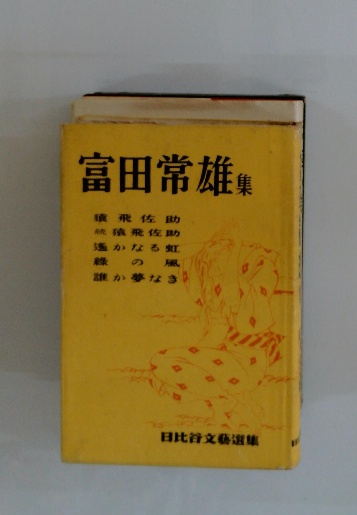 富田常雄集
猿飛佐助
続 猿飛佐助
遙かなる虹
緑の風
誰か夢なき
日比谷文藝選集